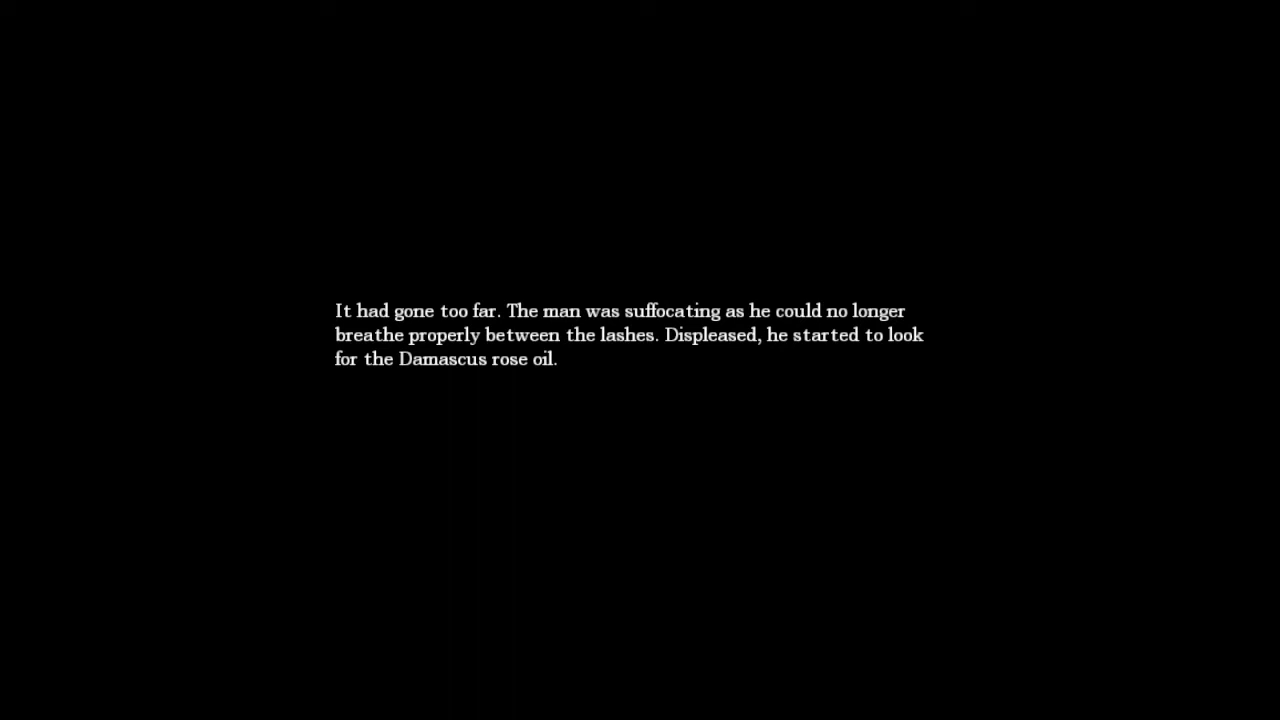 It had gone too far. The man was suffocating as he could no longer
breathe properly between the lashes. Displeased, he started to look
for the Damascus rose oil.